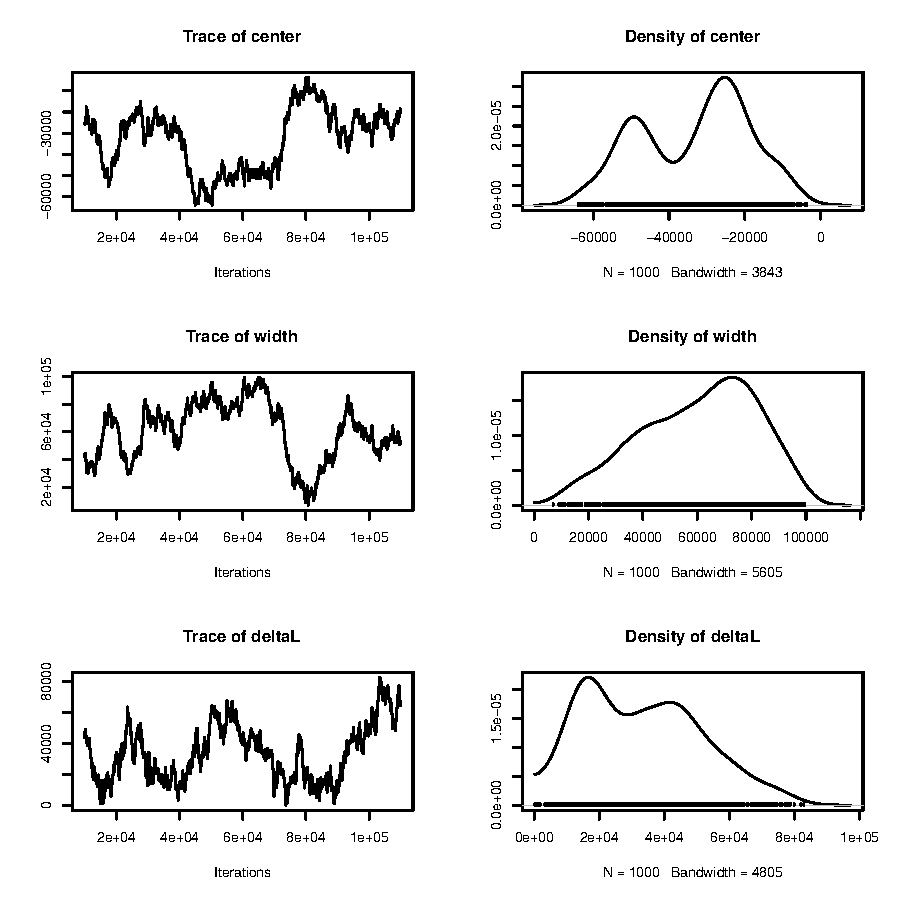 Trace of center
Density of center
−60000
−30000
2e+04 4e+04 6e+04 8e+04 1e+05
Iterations
0.0e+00
2.0e−05
−60000 −40000 −20000 0
N = 1000 Bandwidth = 3843
Trace of width
Density of width
2e+04
6e+04
1e+05
2e+04 4e+04 6e+04 8e+04 1e+05
Iterations
0.0e+00
1.0e−05
0 20000 40000 60000 80000 100000
N = 1000 Bandwidth = 5605
Trace of deltaL
Density of deltaL
0
40000
80000
2e+04 4e+04 6e+04 8e+04 1e+05
Iterations
0.0e+00
1.5e−05
0e+00 2e+04 4e+04 6e+04 8e+04 1e+05
N = 1000 Bandwidth = 4805